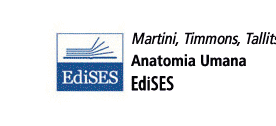 EdiSES
Martini, Timmons, Tallits
Anatomia Umana
EdiSES